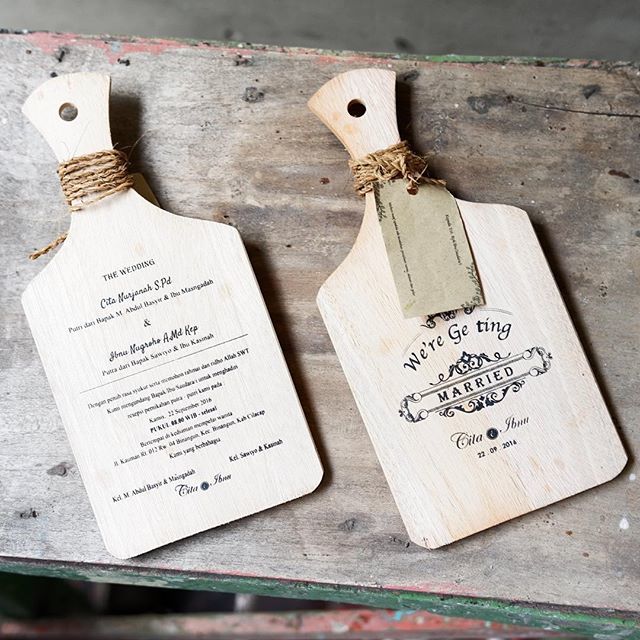 THE WEDDING
Cita Nurjanah S.Pd
Putri dari Bapak M. Abdul Basyir & Ibu Masngadah
&
Ibnu Nugroho A.Md Kep
Putra dari Bapak Sawiyo & Ibu Kasinah
Dengan penuh rasa syukur serta memohon rahmat dan ridho Allah SWT
Kami mengundang Bapak Ibu Saudara i untuk menghadiri
resepsi pernikahan putra - putri kami pada :
Kamis, 22 September 2016
PUKUL 08.00 WIB - selesai
Bertempat di kediaman mempelai wanita
Jl. Kasinan Rt. 012 Rw. 04 Binangun, Kec. Binangun, Kab Cilacap
Kami yang berbahagia
Kel. M. Abdul Basyir & Masngadah
Kel. Sawiyo & Kasinah
Cita & Ibnu
We're Ge ting
MARRIED
Cita & Ibnu
22 . 09 . 2016